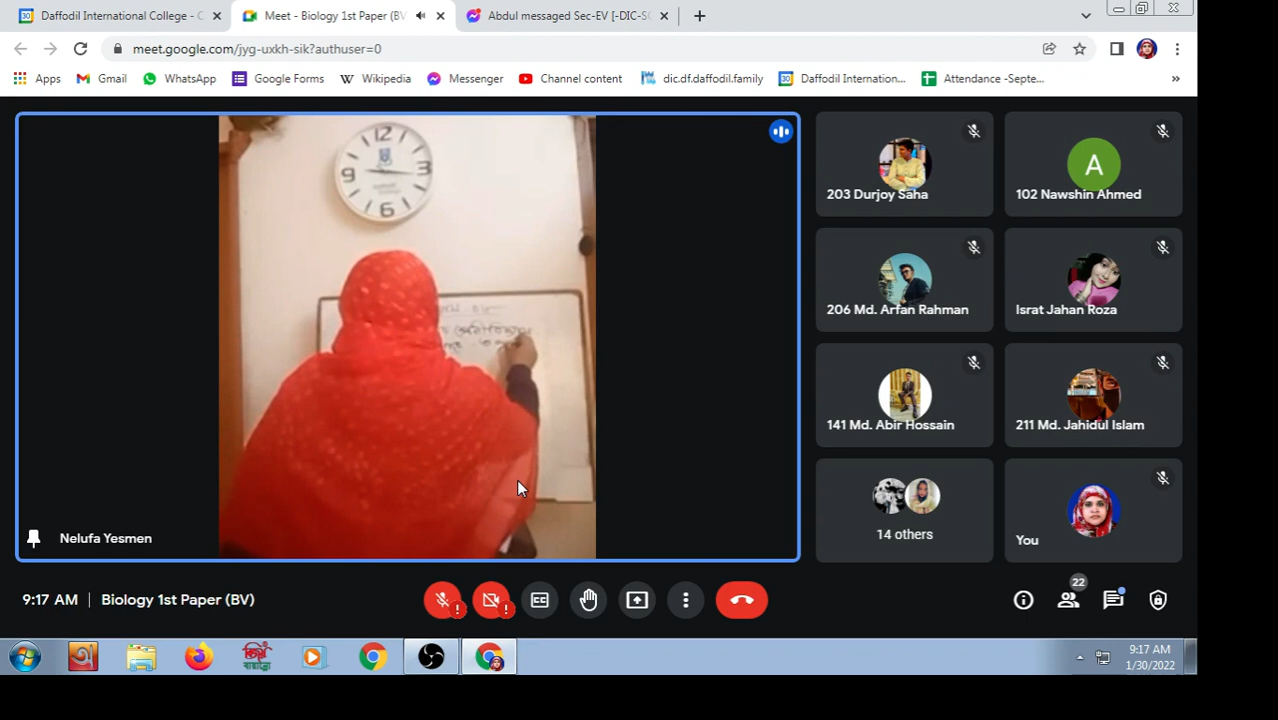 Daffodil International College - C
Meet - Biology 1st Paper (BV)
Abdul messaged Sec-EV [-DIC-S
meet.google.com/jyg-uxkh-sik?authuser=0
Apps
Gmail
WhatsApp
Google Forms
Wikipedia
Messenger
Channel content
dic.df.daffodil.family
Daffodil Internation...
Attendance -Septe...
»
12
9
3
6
203 Durjoy Saha
A
102 Nawshin Ahmed
206 Md. Arfan Rahman
Israt Jahan Roza
141 Md. Abir Hossain
211 Md. Jahidul Islam
14 others
You
Nelufa Yesmen
9:17 AM | Biology 1st Paper (BV)
22
9:17 AM
1/30/2022